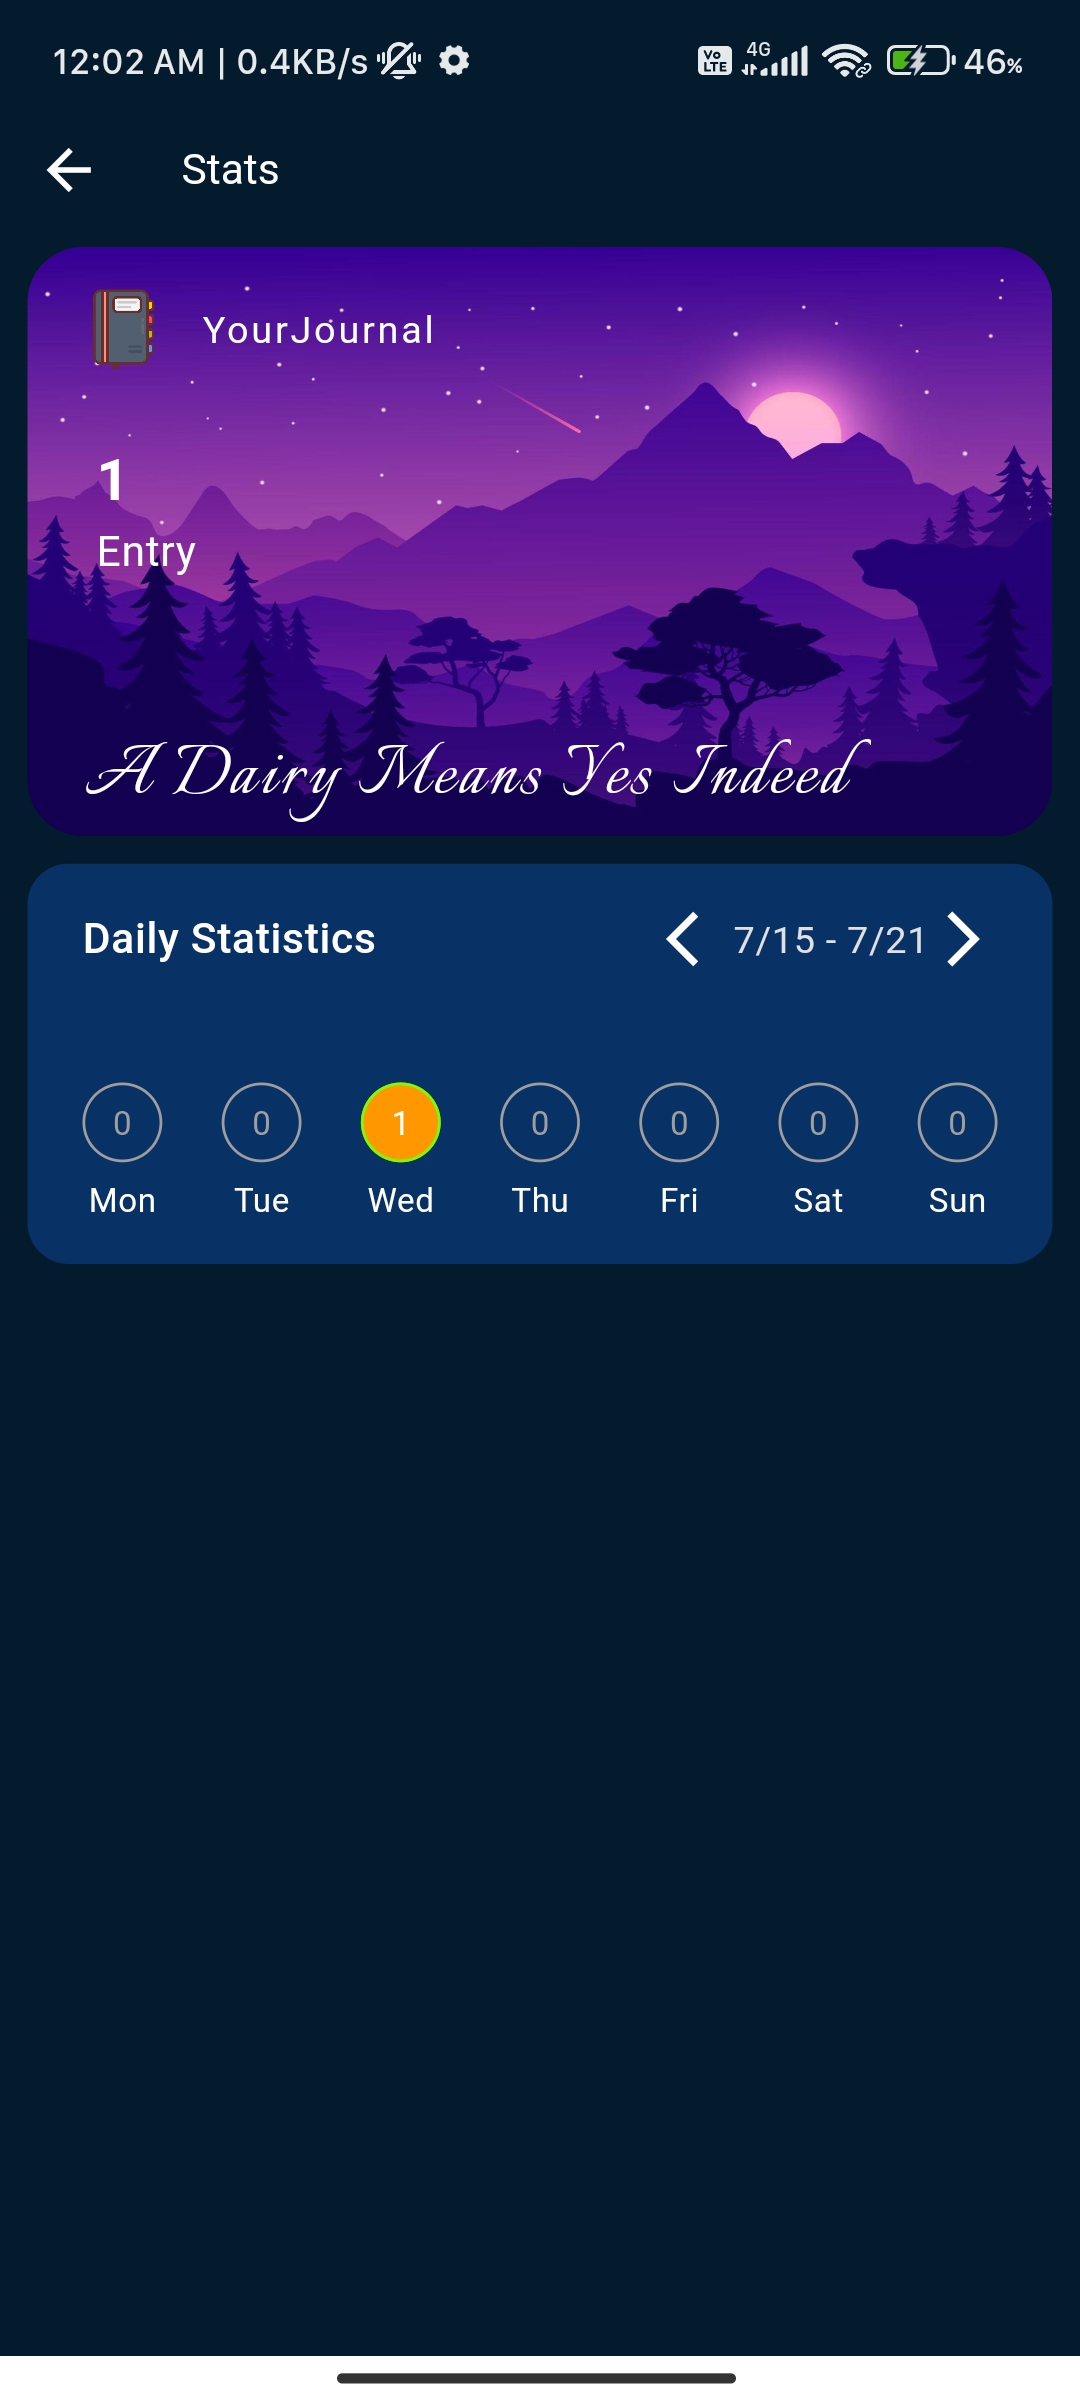 12:02 AM | 0.4KB/s Vo LTE 4G 46%
Stats
YourJournal
1
Entry
A Dairy Means Yes Indeed
Daily Statistics 7/15 - 7/21
0 0 1 0 0 0 0
Mon Tue Wed Thu Fri Sat Sun